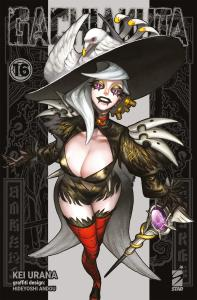 GACHIAKUTA
16
KEI URANA
graffiti design:
HIDEYOSHI ANDOU
STAR